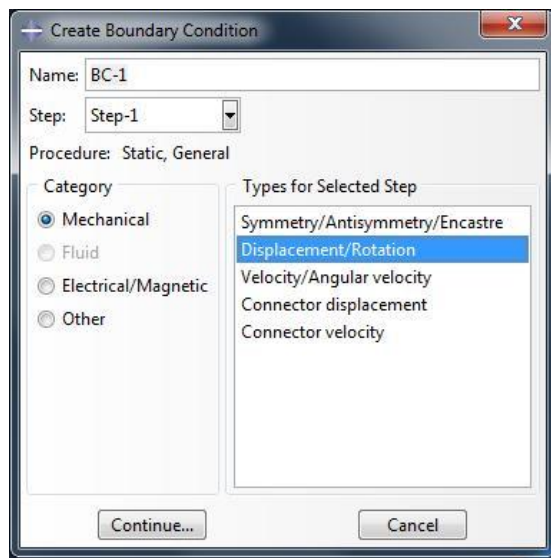 Create Boundary Condition
Name: BC-1
Step: Step-1
Procedure: Static, General
Category
Mechanical
Fluid
Electrical/Magnetic
Other
Types for Selected Step
Symmetry/Antisymmetry/Encastre
Displacement/Rotation
Velocity/Angular velocity
Connector displacement
Connector velocity
Continue... Cancel